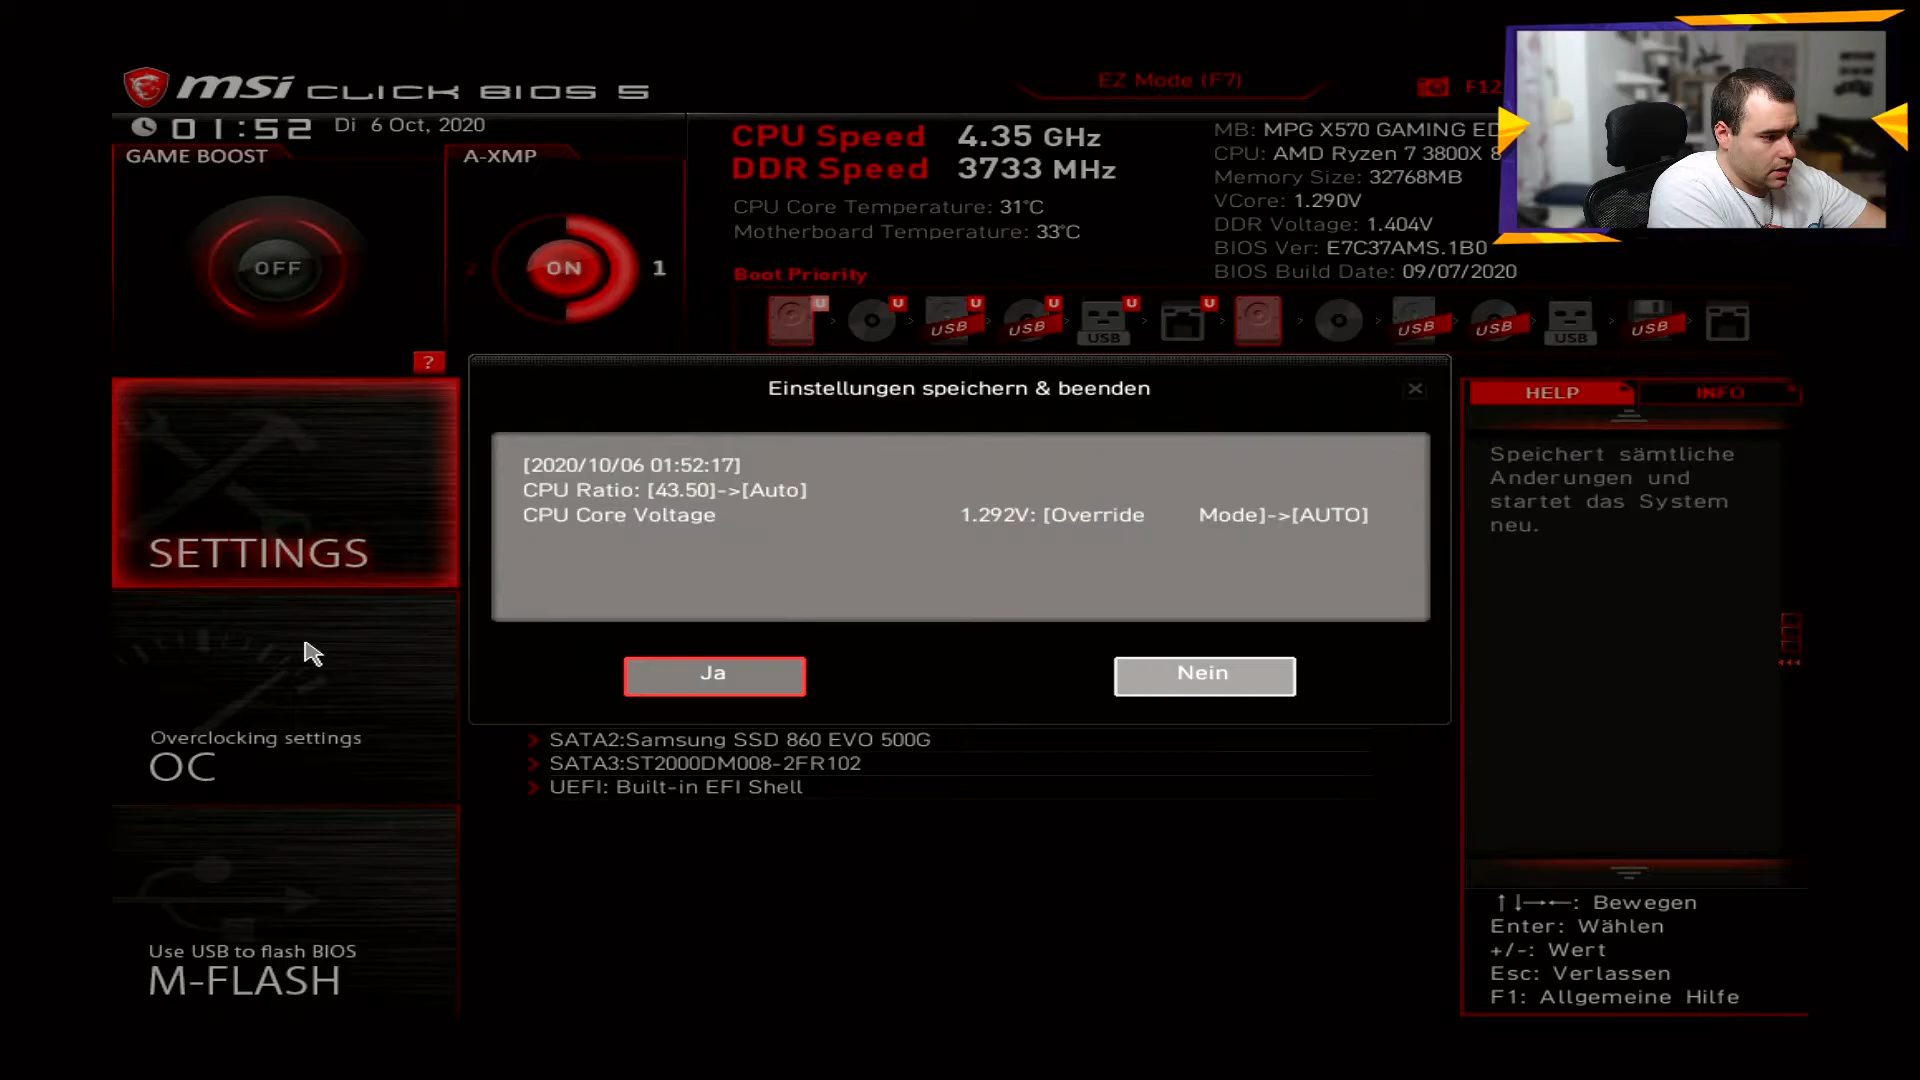 msi CLICK BIOS 5
EZ Mode (F7)
F12
01:52 Di 6 Oct, 2020
GAME BOOST
A-XMP
OFF
ON
1
2
CPU Speed 4.35 GHz
DDR Speed 3733 MHz
CPU Core Temperature: 31°C
Motherboard Temperature: 33°C
MB: MPG X570 GAMING ED
CPU: AMD Ryzen 7 3800X 8
Memory Size: 32768MB
VCore: 1.290V
DDR Voltage: 1.404V
BIOS Ver: E7C37AMS.1B0
BIOS Build Date: 09/07/2020
Boot Priority
U U U U U U
USB USB USB USB USB USB USB
?
Einstellungen speichern & beenden
[2020/10/06 01:52:17]
CPU Ratio: [43.50]->[Auto]
CPU Core Voltage 1.292V: [Override Mode]->[AUTO]
Ja
Nein
SETTINGS
Overclocking settings
OC
Use USB to flash BIOS
M-FLASH
SATA2:Samsung SSD 860 EVO 500G
SATA3:ST2000DM008-2FR102
UEFI: Built-in EFI Shell
HELP
INFO
Speichert sämtliche
Anderungen und
startet das System
neu.
↑↓→←: Bewegen
Enter: Wählen
+/-: Wert
Esc: Verlassen
F1: Allgemeine Hilfe